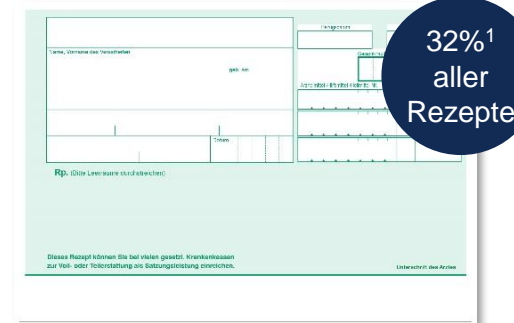 32%¹
aller
Rezepte
Name, Vorname des Versicherten
geb. am
Datum
Rp. (Bitte Leerräume durchstreichen)
Dieses Rezept können Sie bei vielen gesetzl. Krankenkassen
zur Voll- oder Teilerstattung als Satzungsleistung einreichen.
Unterschrift des Arztes